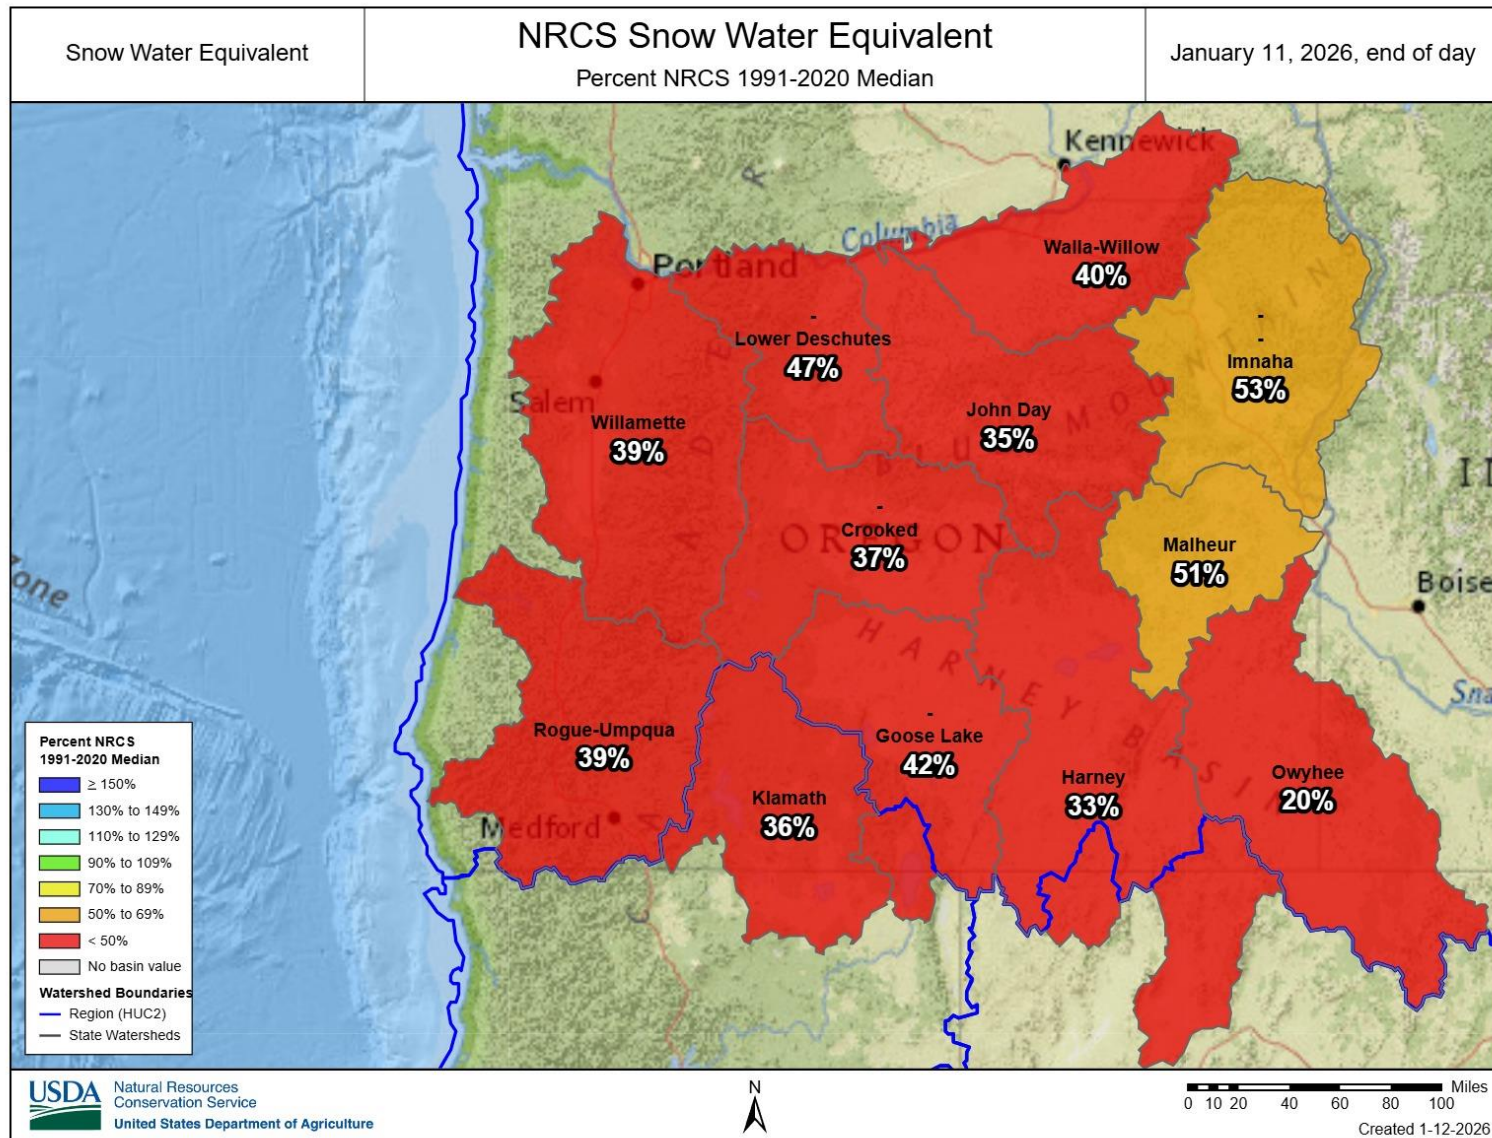 Snow Water Equivalent
NRCS Snow Water Equivalent
Percent NRCS 1991-2020 Median
January 11, 2026, end of day
Kennewick
Columbia
Walla-Willow
40%
Portland
-
Lower Deschutes
47%
-
-
Imnaha
53%
Salem
Willamette
39%
John Day
35%
BLUE MOUNTAINS
-
Crooked
37%
OREGON
Malheur
51%
Boise
Zone
HARNEY BASIN
Sna
Rogue-Umpqua
39%
-
Goose Lake
42%
Klamath
36%
Harney
33%
Owyhee
20%
Medford
Percent NRCS
1991-2020 Median
≥ 150%
130% to 149%
110% to 129%
90% to 109%
70% to 89%
50% to 69%
< 50%
No basin value
Watershed Boundaries
Region (HUC2)
State Watersheds
USDA
Natural Resources
Conservation Service
United States Department of Agriculture
N
Miles
0 10 20 40 60 80 100
Created 1-12-2026